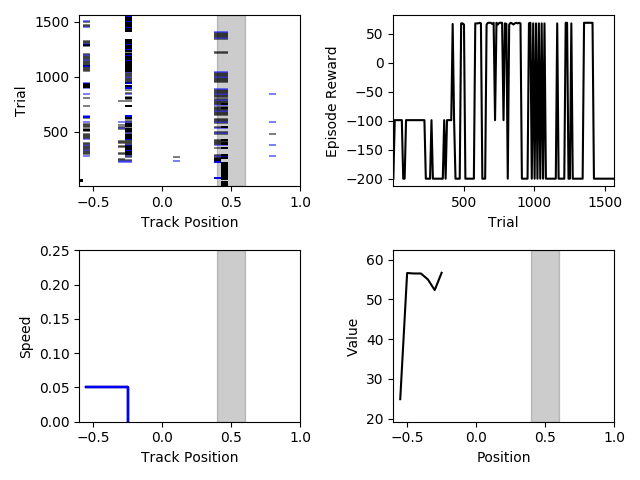 1500
1000
500
Trial
−0.5 0.0 0.5 1.0
Track Position
50
0
−50
−100
−150
−200
Episode Reward
500 1000 1500
Trial
0.25
0.20
0.15
0.10
0.05
0.00
Speed
−0.5 0.0 0.5 1.0
Track Position
60
50
40
30
20
Value
−0.5 0.0 0.5 1.0
Position